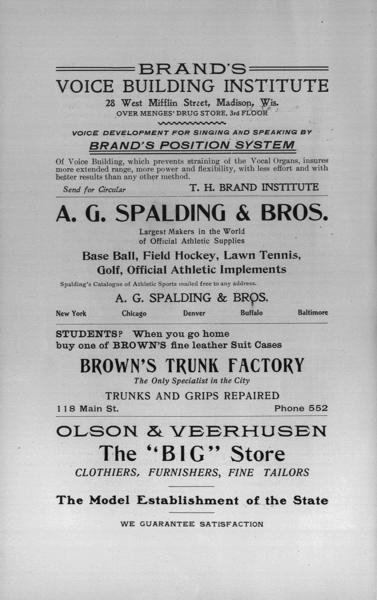 BRAND'S
VOICE BUILDING INSTITUTE
28 West Mifflin Street, Madison, Wis.
OVER MENGES' DRUG STORE, 3rd FLOOR
VOICE DEVELOPMENT FOR SINGING AND SPEAKING BY
BRAND'S POSITION SYSTEM
Of Voice Building, which prevents straining of the Vocal Organs, insures
more extended range, more power and flexibility, with less effort and with
better results than any other method.
Send for Circular T. H. BRAND INSTITUTE
A. G. SPALDING & BROS.
Largest Makers in the World
of Official Athletic Supplies
Base Ball, Field Hockey, Lawn Tennis,
Golf, Official Athletic Implements
Spalding's Catalogue of Athletic Sports mailed free to any address.
A. G. SPALDING & BROS.
New York Chicago Denver Buffalo Baltimore
STUDENTS? When you go home
buy one of BROWN'S fine leather Suit Cases
BROWN'S TRUNK FACTORY
The Only Specialist in the City
TRUNKS AND GRIPS REPAIRED
118 Main St. Phone 552
OLSON & VEERHUSEN
The "BIG" Store
CLOTHIERS, FURNISHERS, FINE TAILORS
The Model Establishment of the State
WE GUARANTEE SATISFACTION